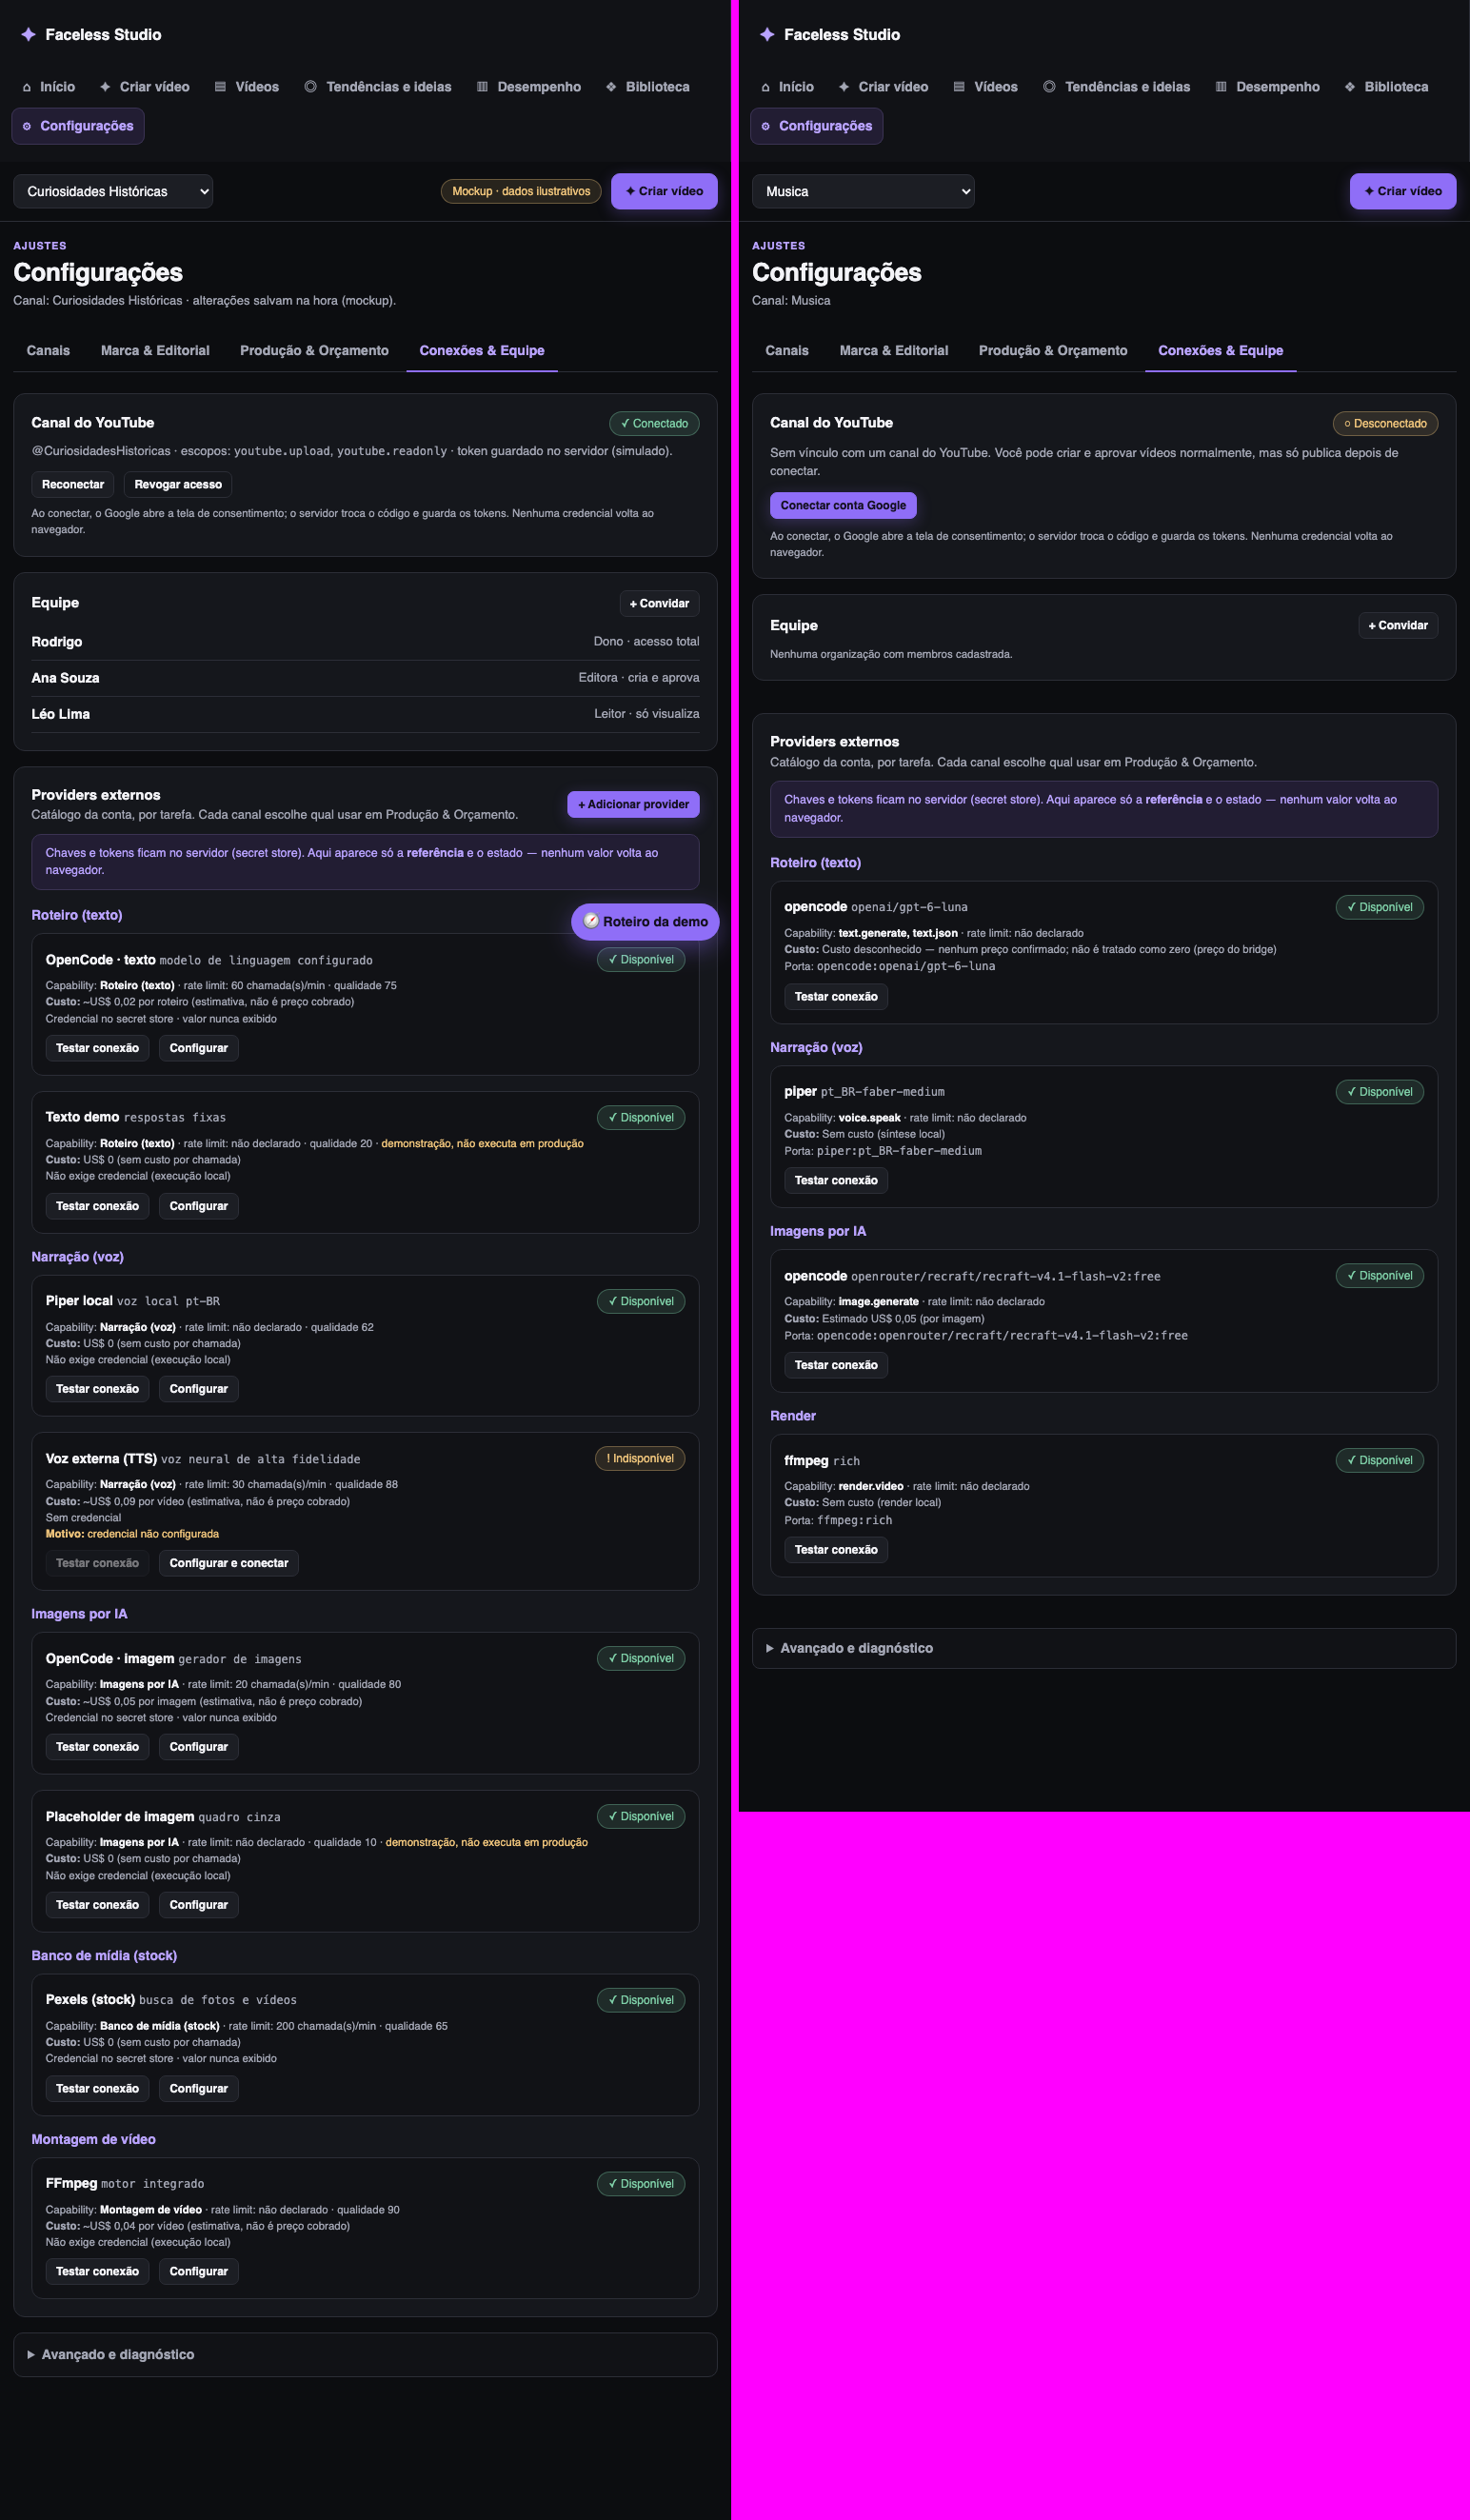 Faceless Studio
Início
Criar vídeo
Vídeos
Tendências e ideias
Desempenho
Biblioteca
Configurações
Curiosidades Históricas
Mockup · dados ilustrativos
✦ Criar vídeo
AJUSTES
Configurações
Canal: Curiosidades Históricas · alterações salvam na hora (mockup).
Canais
Marca & Editorial
Produção & Orçamento
Conexões & Equipe
Canal do YouTube
✓ Conectado
@CuriosidadesHistoricas · escopos: youtube.upload, youtube.readonly · token guardado no servidor (simulado).
Reconectar
Revogar acesso
Ao conectar, o Google abre a tela de consentimento; o servidor troca o código e guarda os tokens. Nenhuma credencial volta ao
navegador.
Equipe
+ Convidar
Rodrigo
Dono · acesso total
Ana Souza
Editora · cria e aprova
Léo Lima
Leitor · só visualiza
Providers externos
Catálogo da conta, por tarefa. Cada canal escolhe qual usar em Produção & Orçamento.
+ Adicionar provider
Chaves e tokens ficam no servidor (secret store). Aqui aparece só a referência e o estado — nenhum valor volta ao
navegador.
Roteiro (texto)
🧭 Roteiro da demo
OpenCode · texto modelo de linguagem configurado
✓ Disponível
Capability: Roteiro (texto) · rate limit: 60 chamada(s)/min · qualidade 75
Custo: ~US$ 0,02 por roteiro (estimativa, não é preço cobrado)
Credencial no secret store · valor nunca exibido
Testar conexão
Configurar
Texto demo respostas fixas
✓ Disponível
Capability: Roteiro (texto) · rate limit: não declarado · qualidade 20 · demonstração, não executa em produção
Custo: US$ 0 (sem custo por chamada)
Não exige credencial (execução local)
Testar conexão
Configurar
Narração (voz)
Piper local voz local pt-BR
✓ Disponível
Capability: Narração (voz) · rate limit: não declarado · qualidade 62
Custo: US$ 0 (sem custo por chamada)
Não exige credencial (execução local)
Testar conexão
Configurar
Voz externa (TTS) voz neural de alta fidelidade
! Indisponível
Capability: Narração (voz) · rate limit: 30 chamada(s)/min · qualidade 88
Custo: ~US$ 0,09 por vídeo (estimativa, não é preço cobrado)
Sem credencial
Motivo: credencial não configurada
Testar conexão
Configurar e conectar
Imagens por IA
OpenCode · imagem gerador de imagens
✓ Disponível
Capability: Imagens por IA · rate limit: 20 chamada(s)/min · qualidade 80
Custo: ~US$ 0,05 por imagem (estimativa, não é preço cobrado)
Credencial no secret store · valor nunca exibido
Testar conexão
Configurar
Placeholder de imagem quadro cinza
✓ Disponível
Capability: Imagens por IA · rate limit: não declarado · qualidade 10 · demonstração, não executa em produção
Custo: US$ 0 (sem custo por chamada)
Não exige credencial (execução local)
Testar conexão
Configurar
Banco de mídia (stock)
Pexels (stock) busca de fotos e vídeos
✓ Disponível
Capability: Banco de mídia (stock) · rate limit: 200 chamada(s)/min · qualidade 65
Custo: US$ 0 (sem custo por chamada)
Credencial no secret store · valor nunca exibido
Testar conexão
Configurar
Montagem de vídeo
FFmpeg motor integrado
✓ Disponível
Capability: Montagem de vídeo · rate limit: não declarado · qualidade 90
Custo: ~US$ 0,04 por vídeo (estimativa, não é preço cobrado)
Não exige credencial (execução local)
Testar conexão
Configurar
Avançado e diagnóstico
Faceless Studio
Início
Criar vídeo
Vídeos
Tendências e ideias
Desempenho
Biblioteca
Configurações
Musica
✦ Criar vídeo
AJUSTES
Configurações
Canal: Musica
Canais
Marca & Editorial
Produção & Orçamento
Conexões & Equipe
Canal do YouTube
○ Desconectado
Sem vínculo com um canal do YouTube. Você pode criar e aprovar vídeos normalmente, mas só publica depois de
conectar.
Conectar conta Google
Ao conectar, o Google abre a tela de consentimento; o servidor troca o código e guarda os tokens. Nenhuma credencial volta ao
navegador.
Equipe
+ Convidar
Nenhuma organização com membros cadastrada.
Providers externos
Catálogo da conta, por tarefa. Cada canal escolhe qual usar em Produção & Orçamento.
Chaves e tokens ficam no servidor (secret store). Aqui aparece só a referência e o estado — nenhum valor volta ao
navegador.
Roteiro (texto)
opencode openai/gpt-6-luna
✓ Disponível
Capability: text.generate, text.json · rate limit: não declarado
Custo: Custo desconhecido — nenhum preço confirmado; não é tratado como zero (preço do bridge)
Porta: opencode:openai/gpt-6-luna
Testar conexão
Narração (voz)
piper pt_BR-faber-medium
✓ Disponível
Capability: voice.speak · rate limit: não declarado
Custo: Sem custo (síntese local)
Porta: piper:pt_BR-faber-medium
Testar conexão
Imagens por IA
opencode openrouter/recraft/recraft-v4.1-flash-v2:free
✓ Disponível
Capability: image.generate · rate limit: não declarado
Custo: Estimado US$ 0,05 (por imagem)
Porta: opencode:openrouter/recraft/recraft-v4.1-flash-v2:free
Testar conexão
Render
ffmpeg rich
✓ Disponível
Capability: render.video · rate limit: não declarado
Custo: Sem custo (render local)
Porta: ffmpeg:rich
Testar conexão
Avançado e diagnóstico